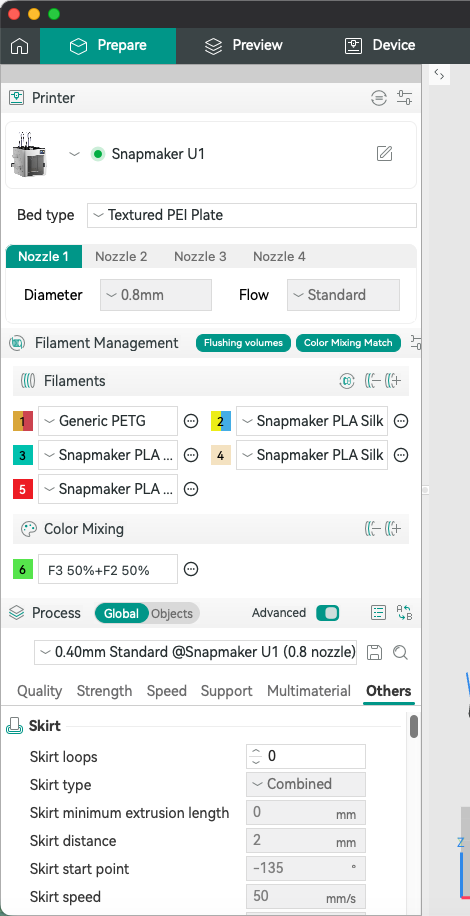 Prepare Preview Device
Printer
Snapmaker U1
Bed type Textured PEI Plate
Nozzle 1 Nozzle 2 Nozzle 3 Nozzle 4
Diameter 0.8mm Flow Standard
Filament Management Flushing volumes Color Mixing Match
Filaments
1 Generic PETG 2 Snapmaker PLA Silk
3 Snapmaker PLA ... 4 Snapmaker PLA Silk
5 Snapmaker PLA ...
Color Mixing
6 F3 50%+F2 50%
Process Global Objects Advanced A B
0.40mm Standard @Snapmaker U1 (0.8 nozzle)
Quality Strength Speed Support Multimaterial Others
Skirt
Skirt loops 0
Skirt type Combined
Skirt minimum extrusion length 0 mm
Skirt distance 2 mm
Skirt start point -135 °
Skirt speed 50 mm/s
Z